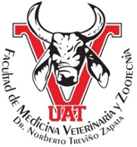 Facultad de Medicina Veterinaria y Zootecnia
UAT
Dr. Norberto Treviño Zapata